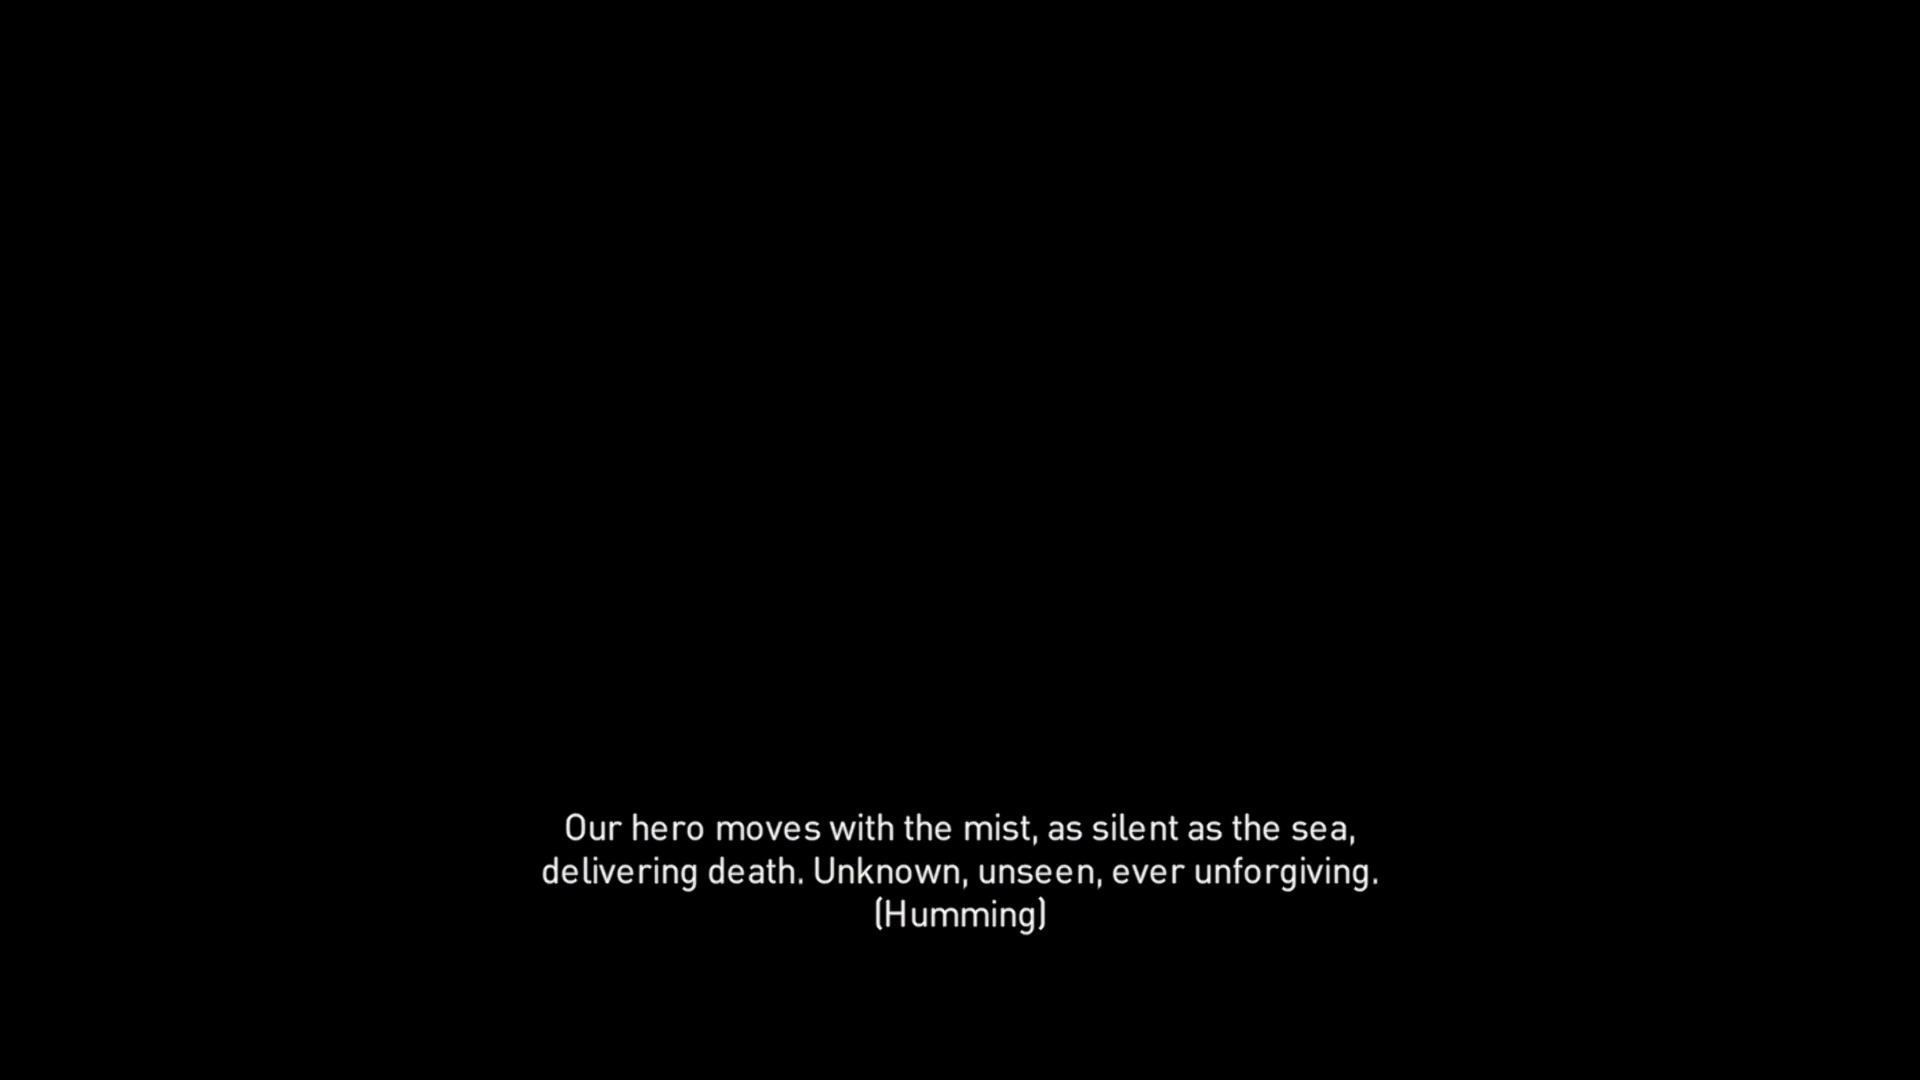 Our hero moves with the mist, as silent as the sea,
delivering death. Unknown, unseen, ever unforgiving.
(Humming)